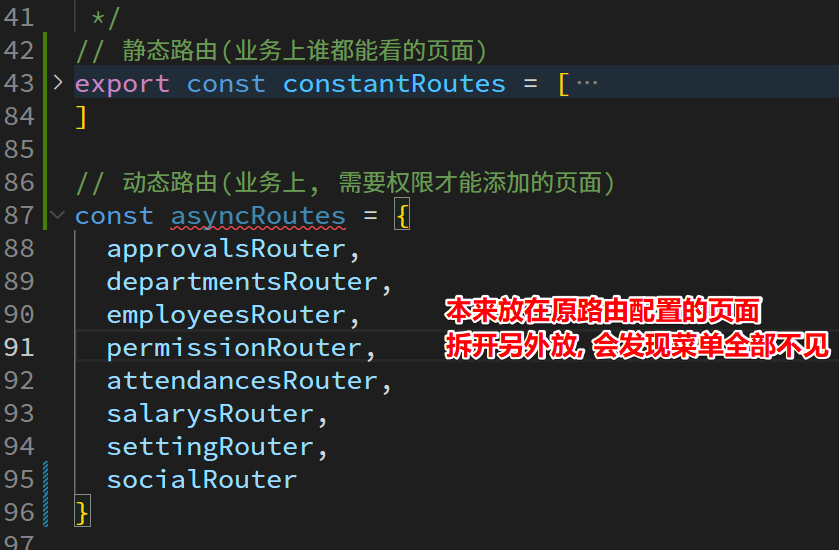 41 */
42 // 静态路由(业务上谁都能看的页面)
43 export const constantRoutes = [⋯
84 ]
85
86 // 动态路由(业务上, 需要权限才能添加的页面)
87 const asyncRoutes = {
88 approvalsRouter,
89 departmentsRouter,
90 employeesRouter,
91 permissionRouter,
92 attendancesRouter,
93 salarysRouter,
94 settingRouter,
95 socialRouter
96 }
97
本来放在原路由配置的页面
拆开另外放, 会发现菜单全部不见